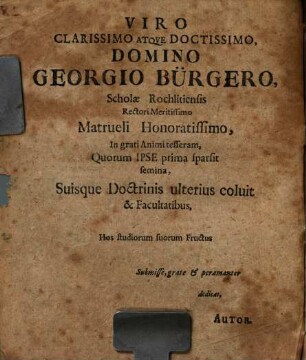 VIRO
CLARISSIMO ATQVE DOCTISSIMO,
DOMINO
GEORGIO BÜRGERO,
Scholæ Rochlitiensis
Rectori Meritissimo
Matrueli Honoratissimo,
In grati Animi tesseram,
Quorum IPSE prima sparsit
semina,
Suisque Doctrinis ulterius coluit
& Facultatibus,
Hos studiorum suorum Fructus
Submisse, grate & peramanter
dedicat,
AUTOR.